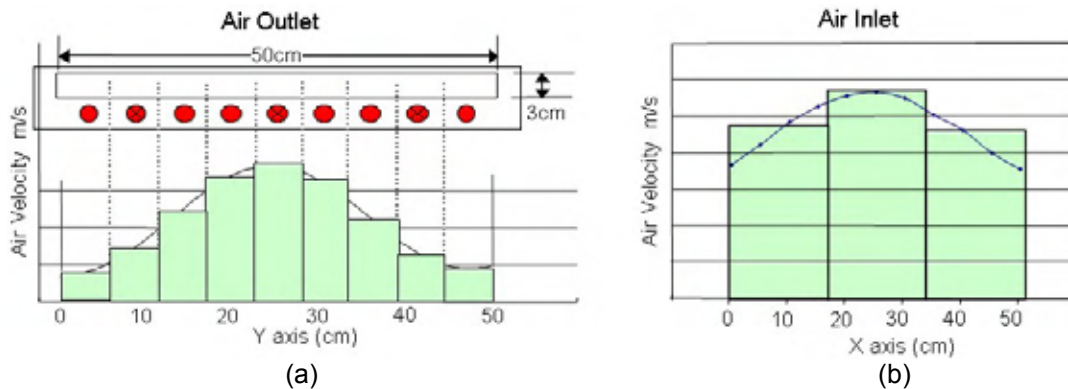 Air Outlet
50cm
3cm
Air Velocity m/s
0 10 20 30 40 50
Y axis (cm)
(a)
Air Inlet
Air Velocity m/s
0 10 20 30 40 50
X axis (cm)
(b)